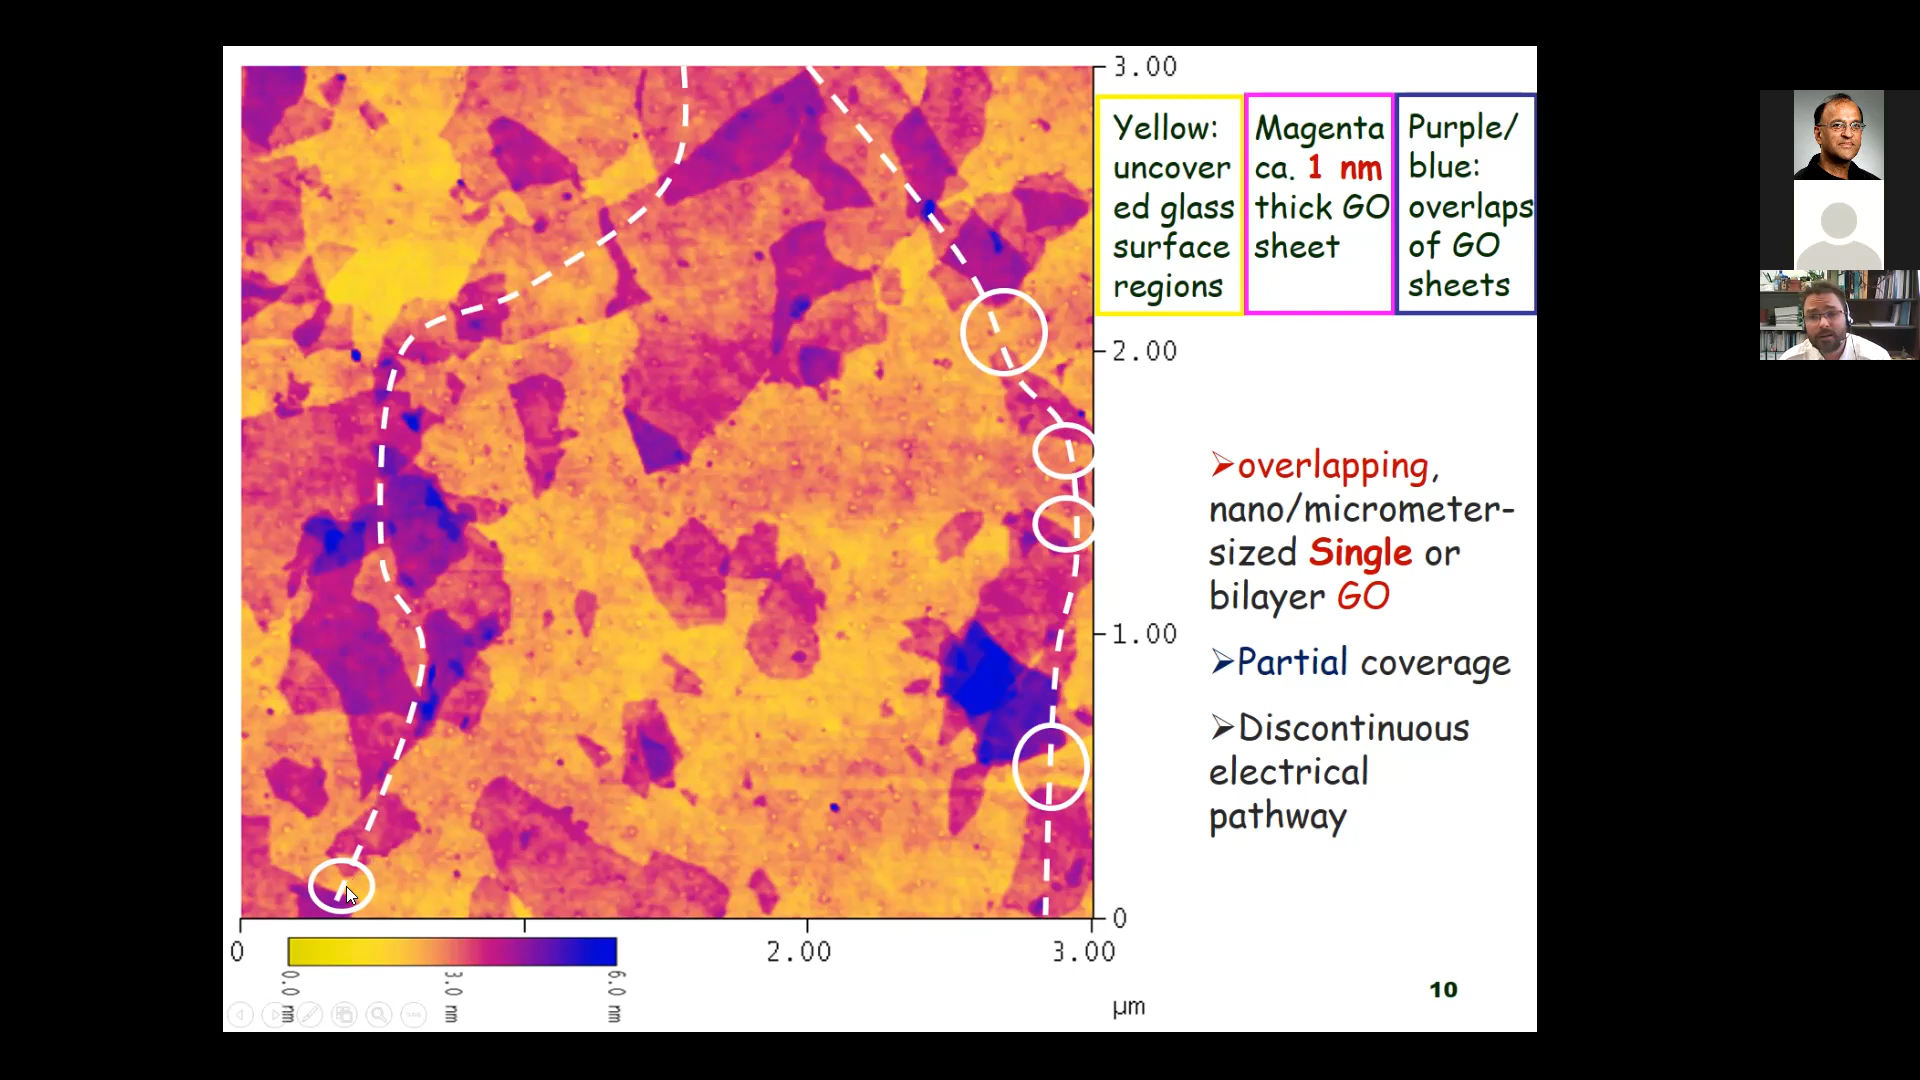 3.00
Yellow:
uncover
ed glass
surface
regions
Magenta
ca. 1 nm
thick GO
sheet
Purple/
blue:
overlaps
of GO
sheets
2.00
➢overlapping,
nano/micrometer-
sized Single or
bilayer GO
1.00
➢Partial coverage
➢Discontinuous
electrical
pathway
0
0
2.00
3.00
0.0 nm
3.0 nm
6.0 nm
µm
10